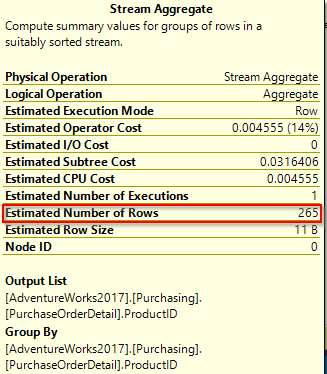 Stream Aggregate
Compute summary values for groups of rows in a
suitably sorted stream.
Physical Operation Stream Aggregate
Logical Operation Aggregate
Estimated Execution Mode Row
Estimated Operator Cost 0.004555 (14%)
Estimated I/O Cost 0
Estimated Subtree Cost 0.0316406
Estimated CPU Cost 0.004555
Estimated Number of Executions 1
Estimated Number of Rows 265
Estimated Row Size 11 B
Node ID 0
Output List
[AdventureWorks2017].[Purchasing].
[PurchaseOrderDetail].ProductID
Group By
[AdventureWorks2017].[Purchasing].
[PurchaseOrderDetail].ProductID